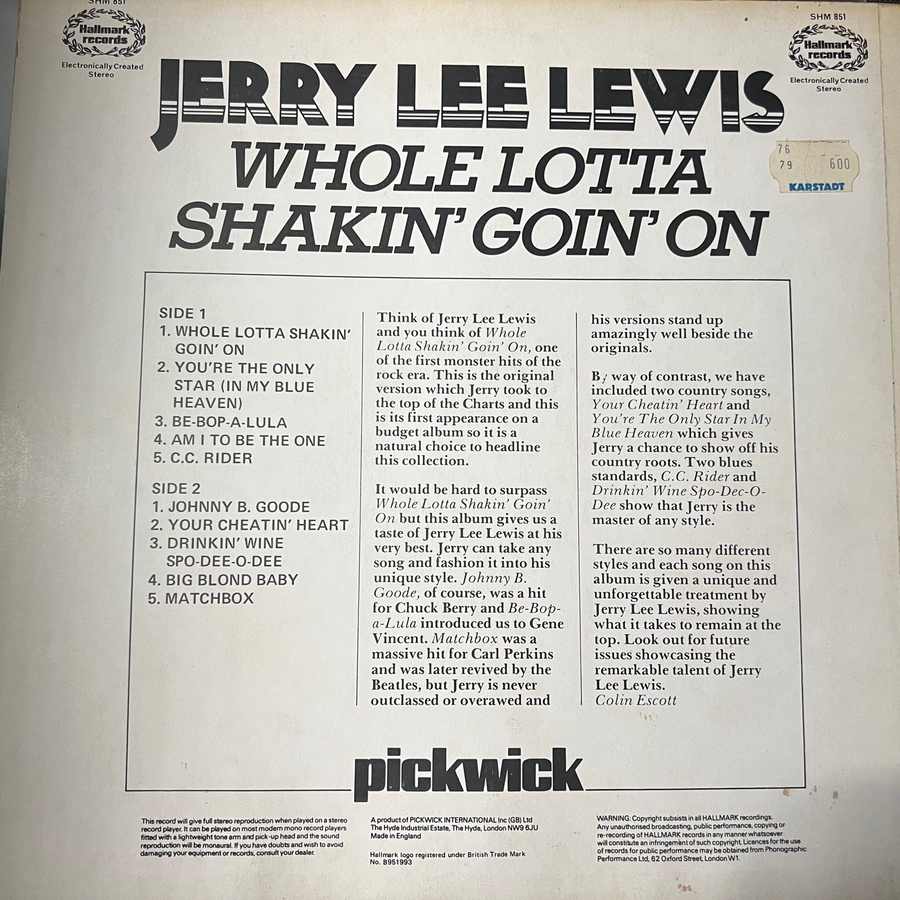 SHM 851
Hallmark
records
Electronically Created
Stereo
SHM 851
Hallmark
records
Electronically Created
Stereo
JERRY LEE LEWIS
WHOLE LOTTA
SHAKIN' GOIN' ON
76
79 600
KARSTADT
SIDE 1
1. WHOLE LOTTA SHAKIN'
GOIN' ON
2. YOU'RE THE ONLY
STAR (IN MY BLUE
HEAVEN)
3. BE-BOP-A-LULA
4. AM I TO BE THE ONE
5. C.C. RIDER
SIDE 2
1. JOHNNY B. GOODE
2. YOUR CHEATIN' HEART
3. DRINKIN' WINE
SPO-DEE-O-DEE
4. BIG BLOND BABY
5. MATCHBOX
Think of Jerry Lee Lewis
and you think of Whole
Lotta Shakin' Goin' On, one
of the first monster hits of the
rock era. This is the original
version which Jerry took to
the top of the Charts and this
is its first appearance on a
budget album so it is a
natural choice to headline
this collection.
It would be hard to surpass
Whole Lotta Shakin' Goin'
On but this album gives us a
taste of Jerry Lee Lewis at his
very best. Jerry can take any
song and fashion it into his
unique style. Johnny B.
Goode, of course, was a hit
for Chuck Berry and Be-Bop-
a-Lula introduced us to Gene
Vincent. Matchbox was a
massive hit for Carl Perkins
and was later revived by the
Beatles, but Jerry is never
outclassed or overawed and
his versions stand up
amazingly well beside the
originals.
By way of contrast, we have
included two country songs,
Your Cheatin' Heart and
You're The Only Star In My
Blue Heaven which gives
Jerry a chance to show off his
country roots. Two blues
standards, C.C. Rider and
Drinkin' Wine Spo-Dec-O-
Dee show that Jerry is the
master of any style.
There are so many different
styles and each song on this
album is given a unique and
unforgettable treatment by
Jerry Lee Lewis, showing
what it takes to remain at the
top. Look out for future
issues showcasing the
remarkable talent of Jerry
Lee Lewis.
Colin Escott
pickwick
This record will give full stereo reproduction when played on a stereo
record player. It can be played on most modern mono record players
fitted with a lightweight tone arm and pick-up head and the sound
reproduction will be monaural. If you have doubts and wish to avoid
damaging your equipment or records, consult your dealer.
A product of PICKWICK INTERNATIONAL Inc (GB) Ltd
The Hyde Industrial Estate, The Hyde, London NW9 6JU
Made in England
Hallmark logo registered under British Trade Mark
No. B951993
WARNING: Copyright subsists in all HALLMARK recordings.
Any unauthorised broadcasting, public performance, copying or
re-recording of HALLMARK records in any manner whatsoever
will constitute an infringement of such copyright. Licences for the use
of records for public performance may be obtained from Phonographic
Performance Ltd, 62 Oxford Street, London W1.